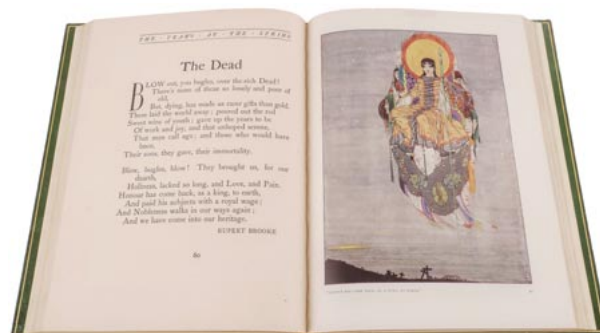 THE YEARS AT THE SPRING
The Dead
BLOW out, you bugles, over the rich Dead!
There's none of these so lonely and poor of
old,
But, dying, has made us rarer gifts than gold.
These laid the world away; poured out the red
Sweet wine of youth; gave up the years to be
Of work and joy, and that unhoped serene,
That men call age; and those who would have
been,
Their sons, they gave, their immortality.
Blow, bugles, blow! They brought us, for our
dearth,
Holiness, lacked so long, and Love, and Pain.
Honour has come back, as a king, to earth,
And paid his subjects with a royal wage;
And Nobleness walks in our ways again;
And we have come into our heritage.
RUPERT BROOKE
80